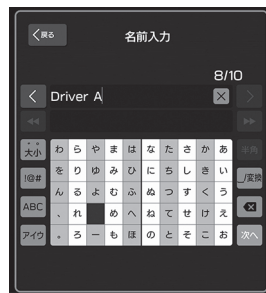 戻る 名前入力
8/10
Driver A
大小 わ ら や ま は な た さ か あ 半角
!@# を り ゆ み ひ に ち し き い _/変換
ん る よ む ふ ぬ つ す く う
ABC 、 れ め へ ね て せ け え
アイウ 。 ろ ー も ほ の と そ こ お 次へ